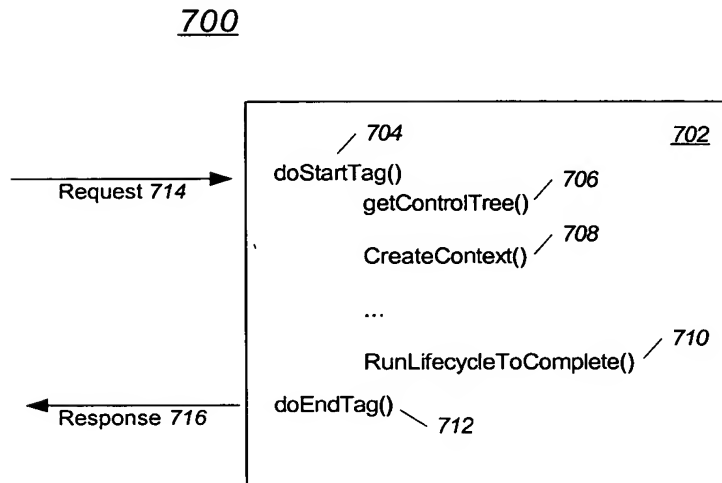 700
704
702
doStartTag()
Request 714
706
getControlTree()
708
CreateContext()
...
710
RunLifecycleToComplete()
doEndTag()
Response 716
712